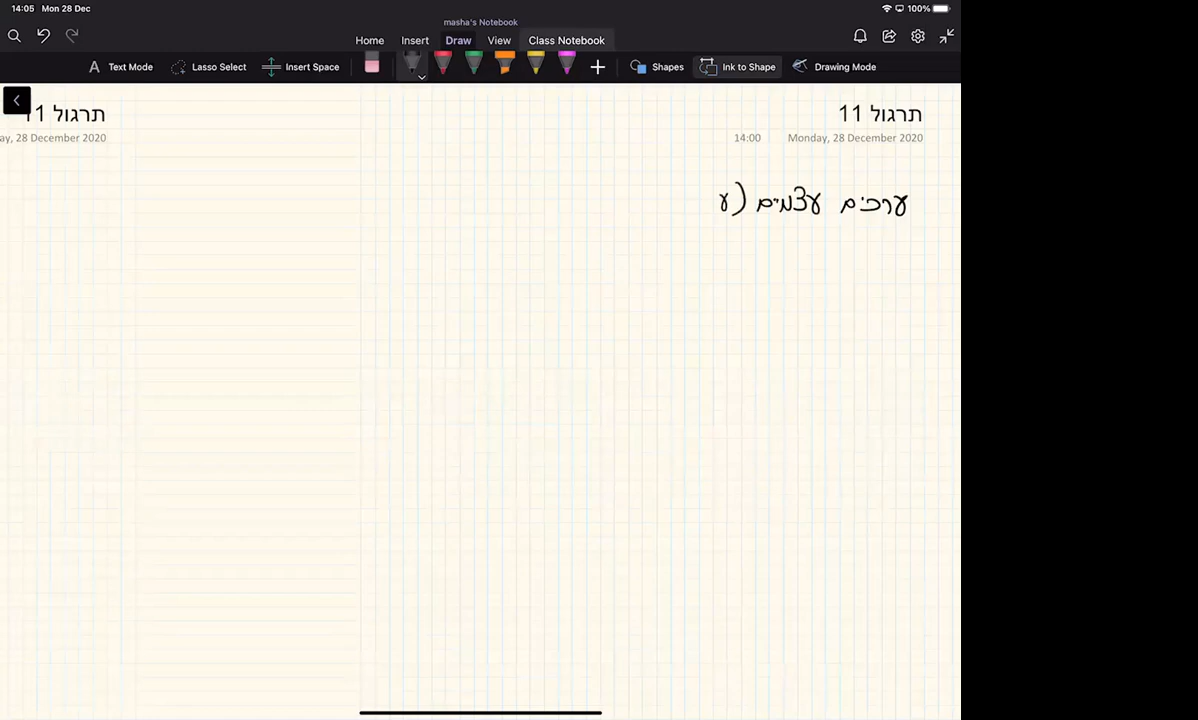 14:05 Mon 28 Dec
100%
masha's Notebook
Home Insert Draw View Class Notebook
Text Mode Lasso Select Insert Space Shapes Ink to Shape Drawing Mode
תרגול 11
ay, 28 December 2020
תרגול 11
Monday, 28 December 2020 14:00
ערכים עצמיים (ע